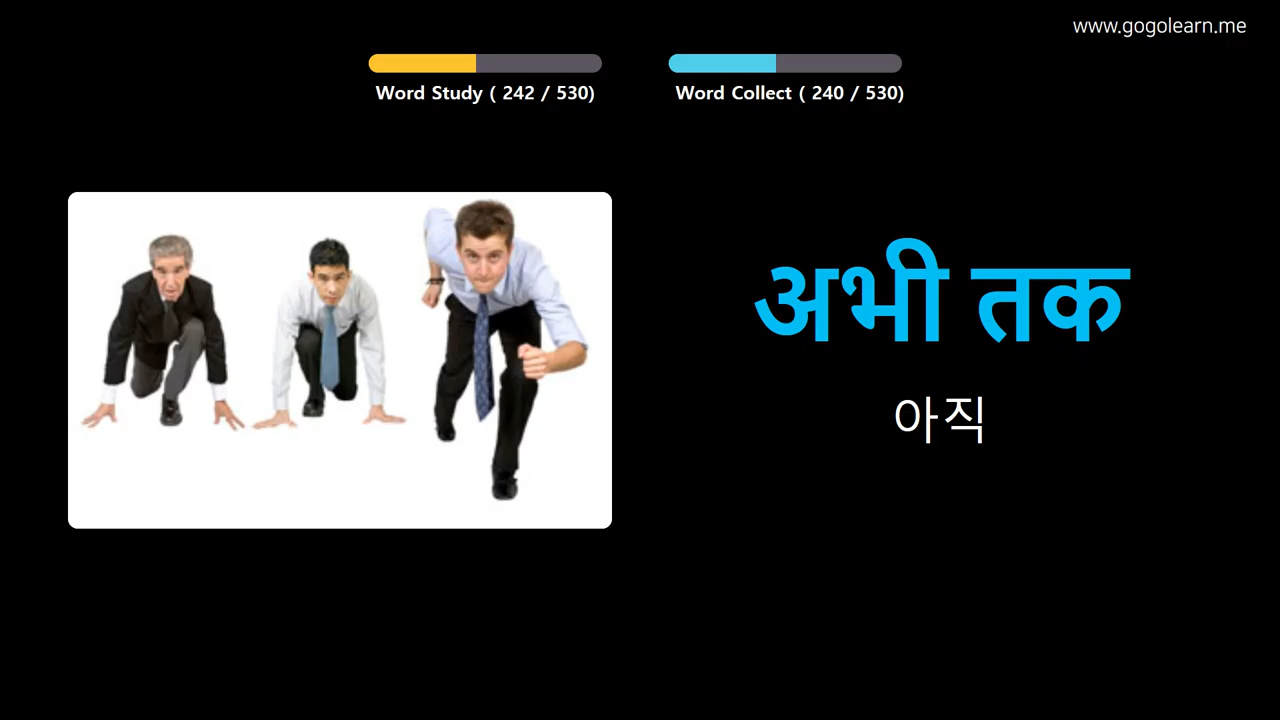 www.gogolearn.me
Word Study ( 242 / 530)
Word Collect ( 240 / 530)
अभी तक
아직